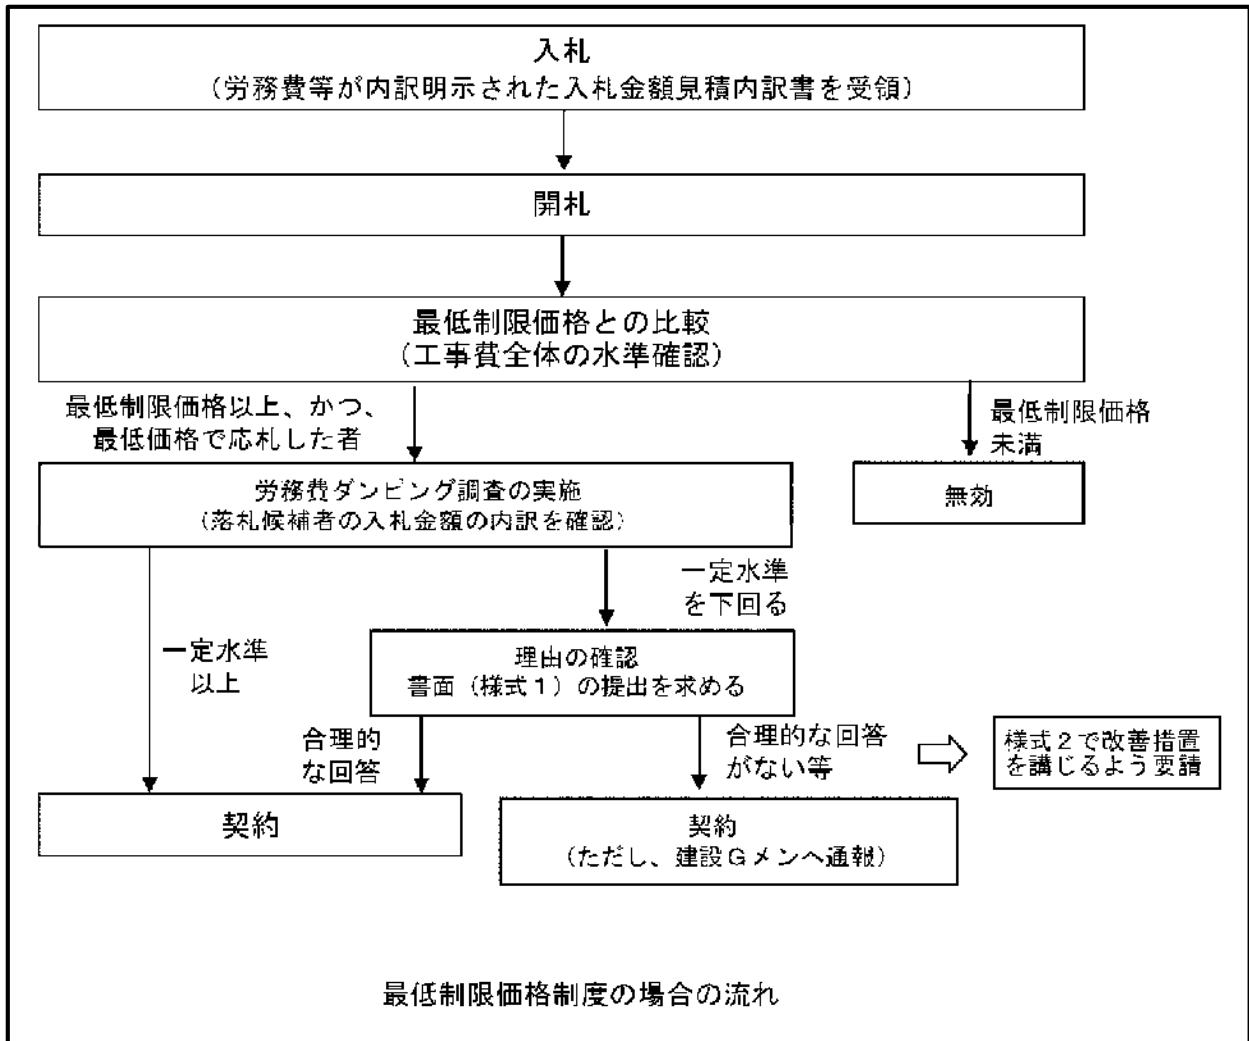 入札
（労務費等が内訳明示された入札金額見積内訳書を受領）
開札
最低制限価格との比較
（工事費全体の水準確認）
最低制限価格以上、かつ、
最低価格で応札した者
最低制限価格
未満
労務費ダンピング調査の実施
（落札候補者の入札金額の内訳を確認）
無効
一定水準
を下回る
一定水準
以上
理由の確認
書面（様式１）の提出を求める
合理的
な回答
合理的な回答
がない等
様式２で改善措置
を講じるよう要請
契約
契約
（ただし、建設Ｇメンへ通報）
最低制限価格制度の場合の流れ